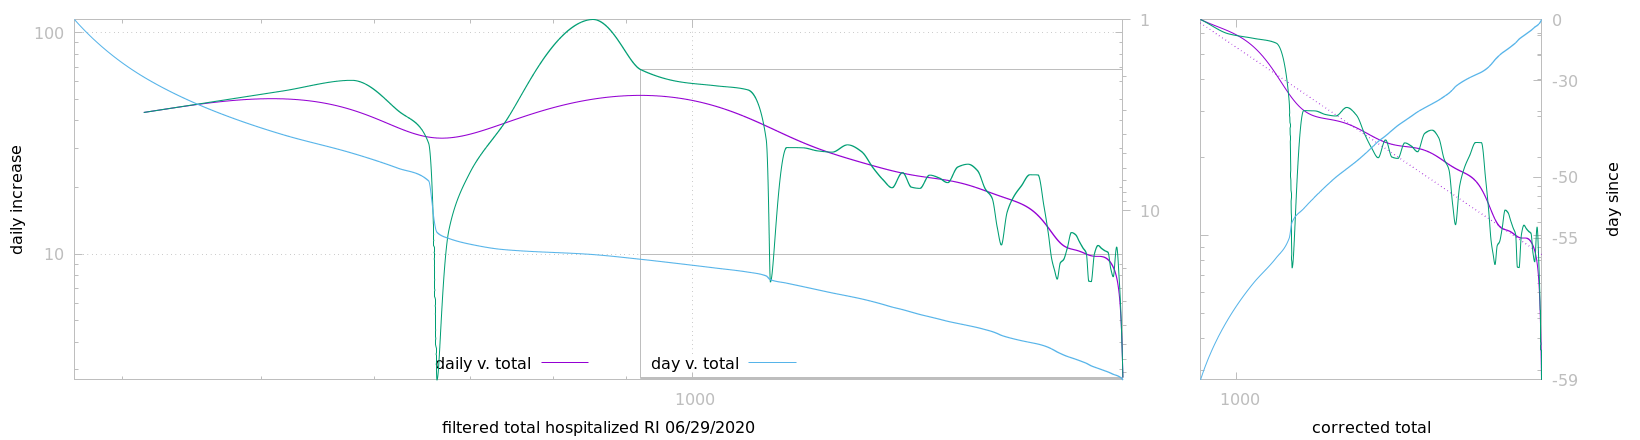 100
10
daily increase
1
10
daily v. total
day v. total
1000
filtered total hospitalized RI 06/29/2020
0
-30
-50
-55
-59
day since
1000
corrected total